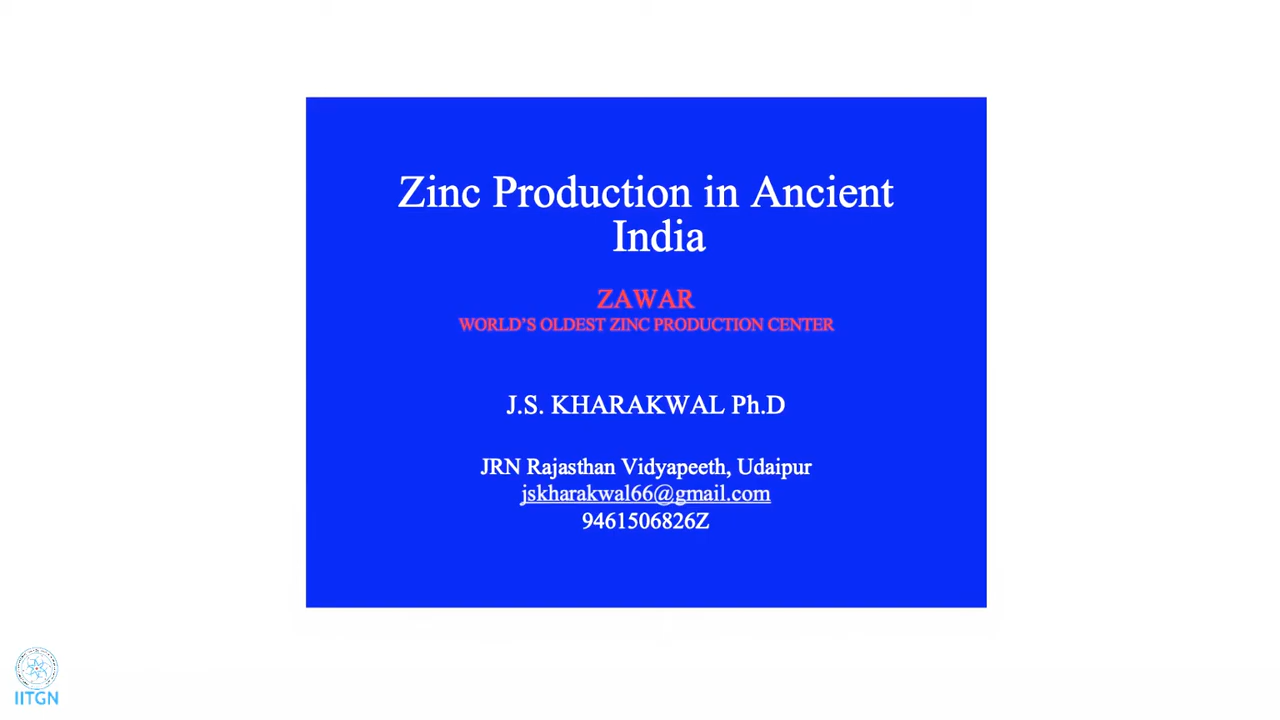 Zinc Production in Ancient
India
ZAWAR
WORLD'S OLDEST ZINC PRODUCTION CENTER
J.S. KHARAKWAL Ph.D
JRN Rajasthan Vidyapeeth, Udaipur
jskharakwal66@gmail.com
9461506826Z
IITGN